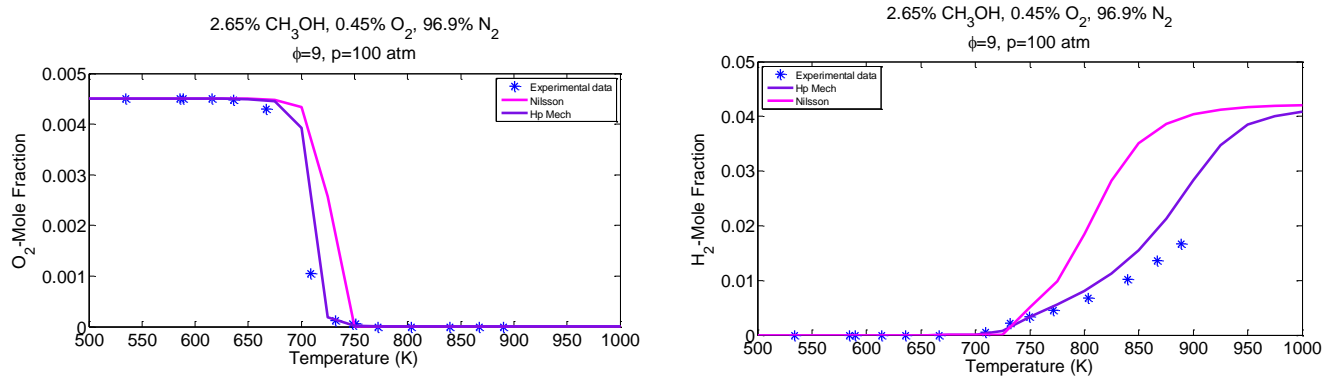 2.65% CH3OH, 0.45% O2, 96.9% N2
ϕ=9, p=100 atm
0.005
0.004
0.003
0.002
0.001
0
500 550 600 650 700 750 800 850 900 950 1000
Temperature (K)
O2-Mole Fraction
Experimental data
Nilsson
Hp Mech
2.65% CH3OH, 0.45% O2, 96.9% N2
ϕ=9, p=100 atm
0.05
0.04
0.03
0.02
0.01
0
500 550 600 650 700 750 800 850 900 950 1000
Temperature (K)
H2-Mole Fraction
Experimental data
Hp Mech
Nilsson